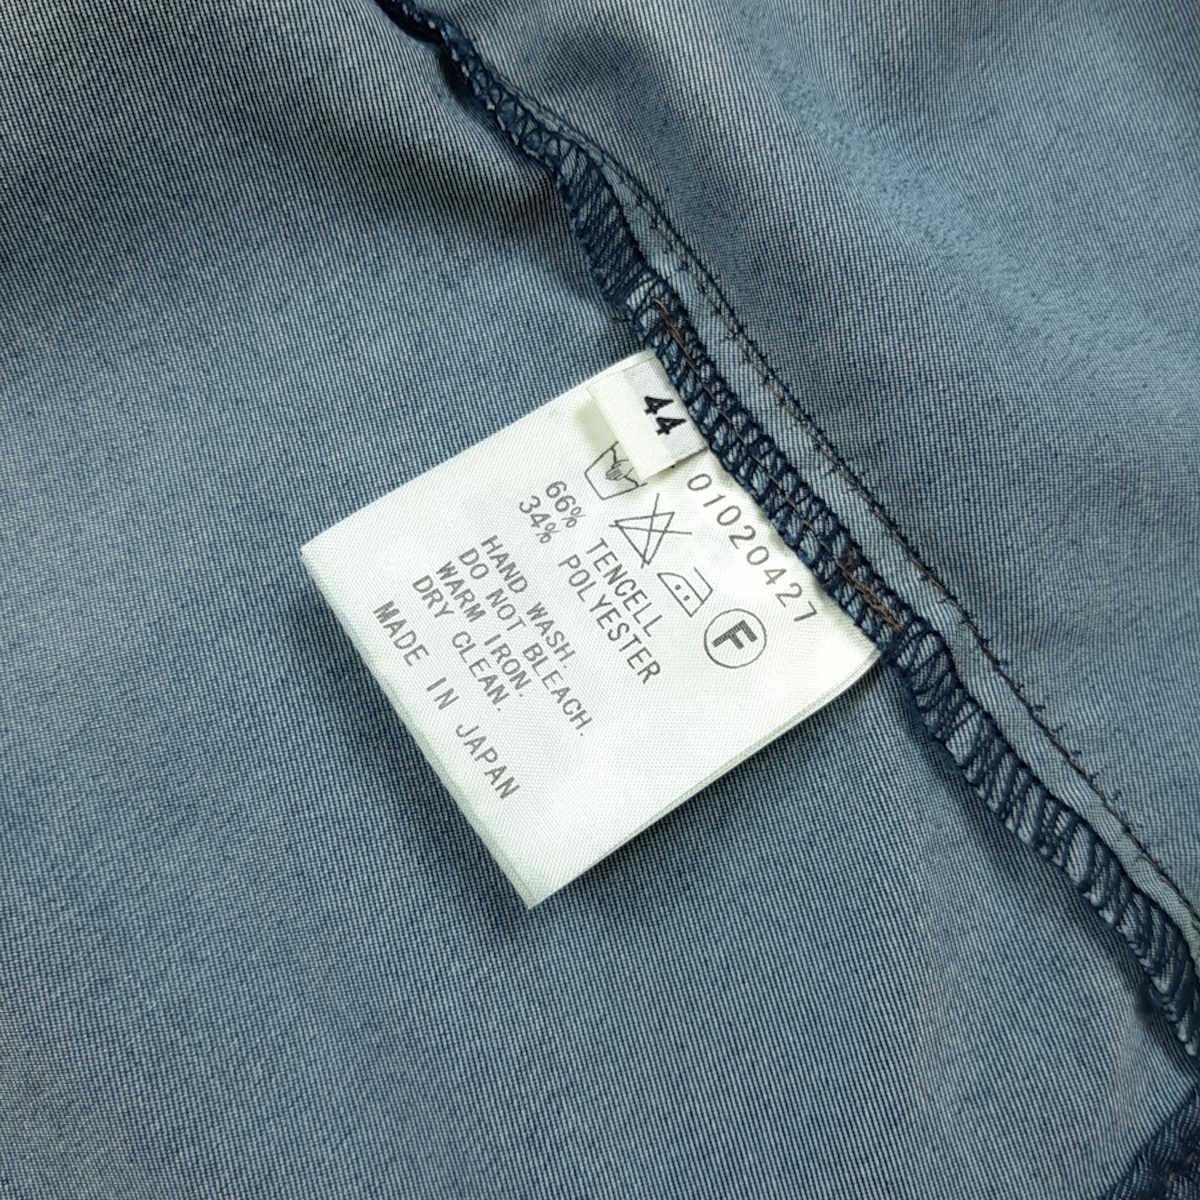 44
01020427
F
66% TENCELL
34% POLYESTER
HAND WASH.
DO NOT BLEACH.
WARM IRON.
DRY CLEAN.
MADE IN JAPAN